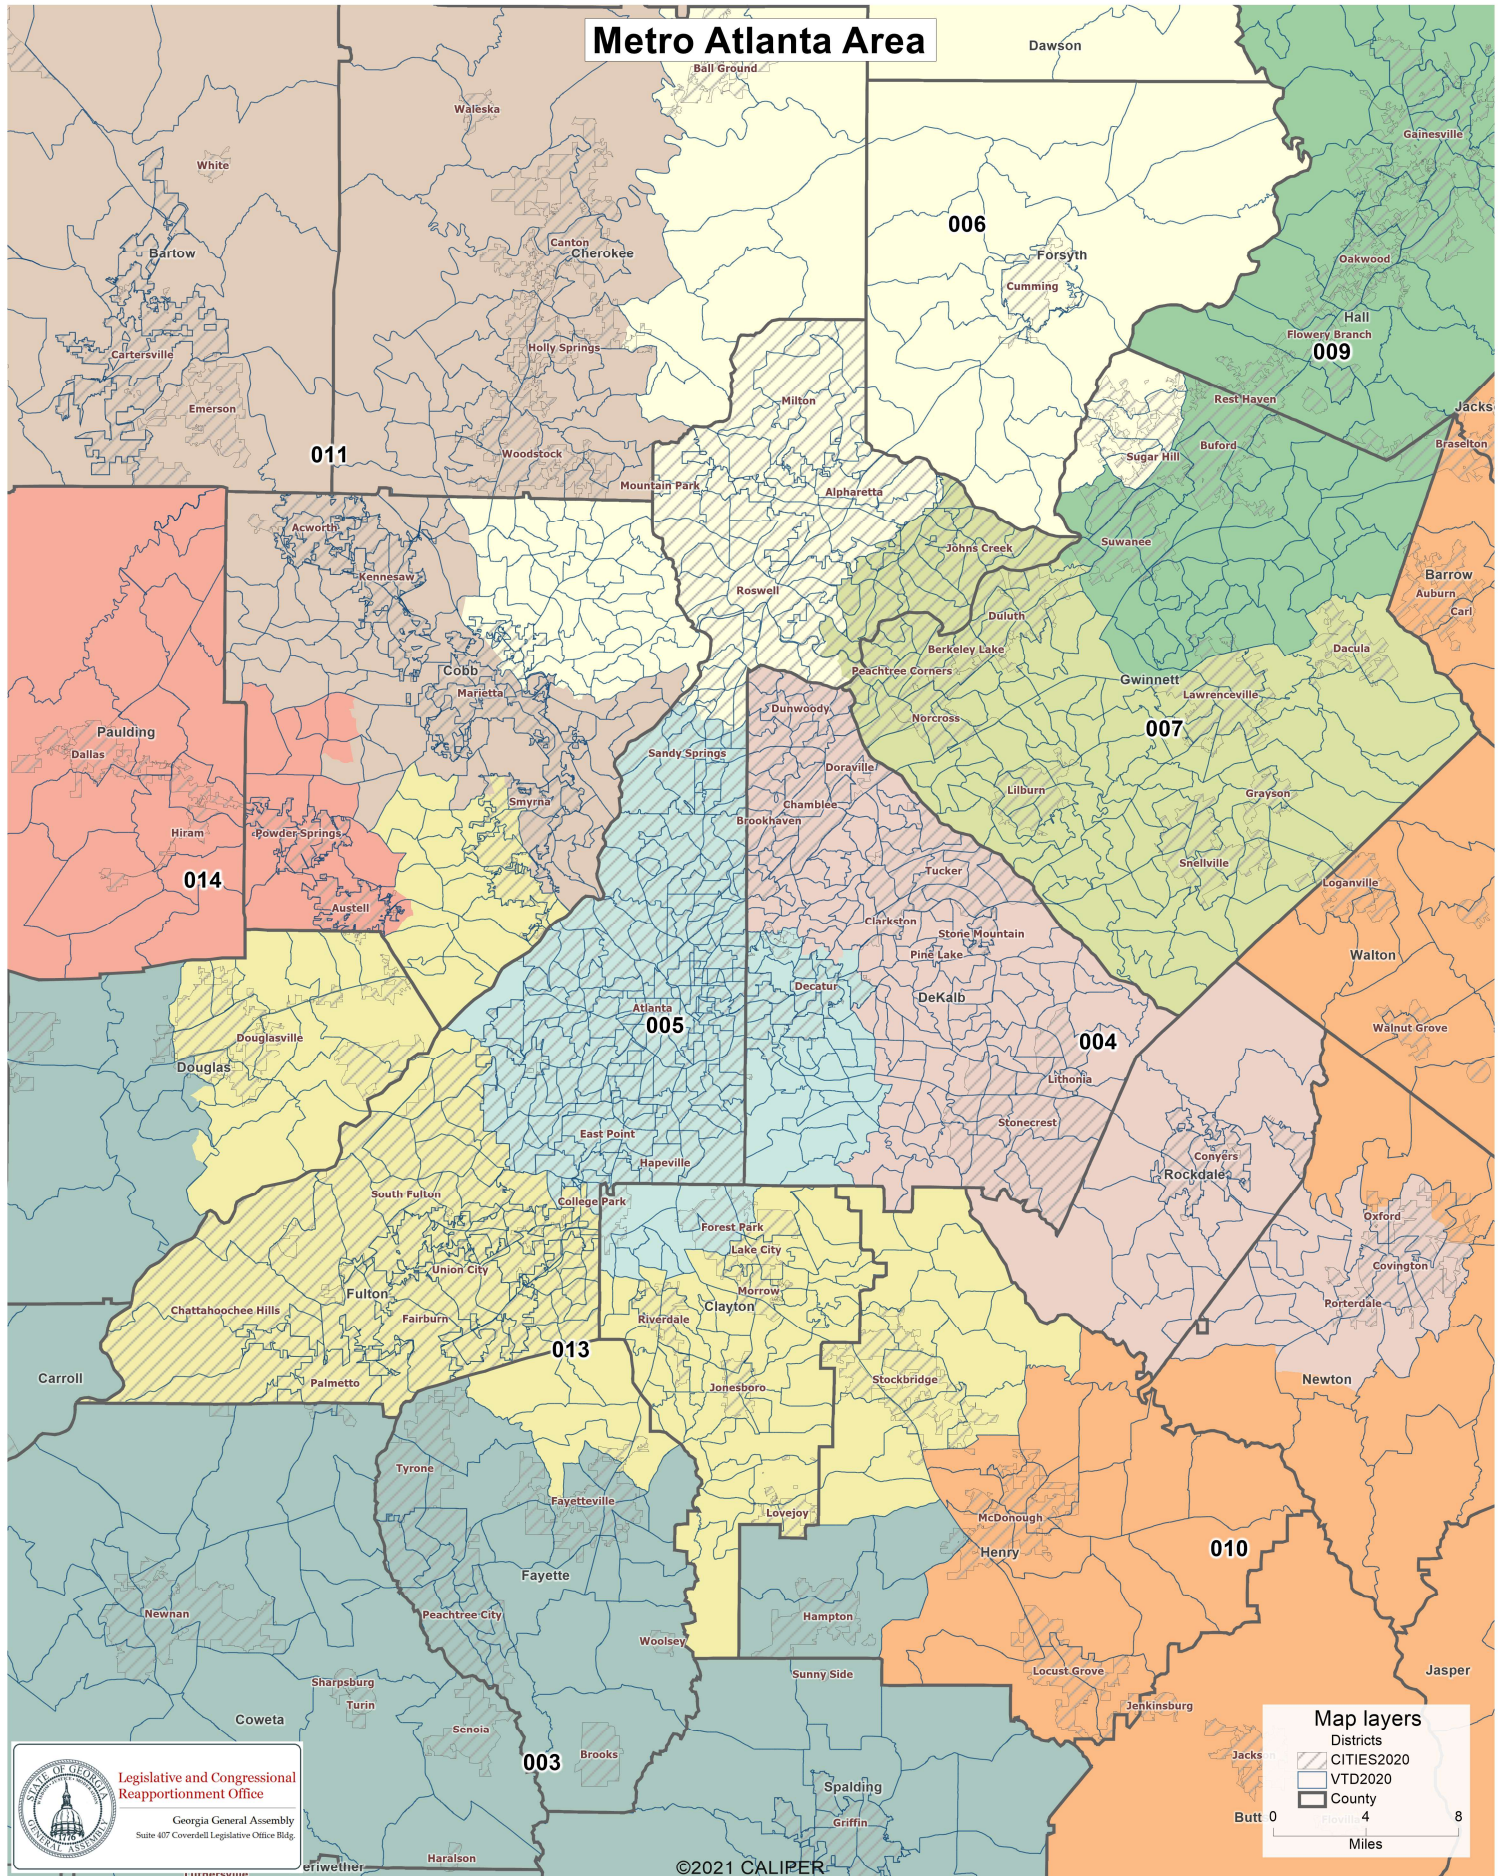 Metro Atlanta Area
Dawson
Ball Ground
Waleska
Gainesville
White
006
Canton
Cherokee
Bartow
Forsyth
Oakwood
Cumming
Hall
Flowery Branch
009
Holly Springs
Cartersville
Milton
Rest Haven
Emerson
Jacks
Braselton
Buford
011
Woodstock
Sugar Hill
Mountain Park
Alpharetta
Acworth
Suwanee
Johns Creek
Kennesaw
Barrow
Roswell
Auburn
Carl
Duluth
Berkeley Lake
Dacula
Cobb
Peachtree Corners
Gwinnett
Marietta
Lawrenceville
Dunwoody
Norcross
Paulding
007
Dallas
Sandy Springs
Doraville
Lilburn
Grayson
Smyrna
Chamblee
Brookhaven
Hiram
Powder Springs
Snellville
014
Tucker
Loganville
Austell
Clarkston
Stone Mountain
Pine Lake
Walton
Decatur
DeKalb
Atlanta
005
Walnut Grove
Douglasville
004
Douglas
Lithonia
Stonecrest
East Point
Hapeville
Conyers
Rockdale
South Fulton
College Park
Oxford
Forest Park
Lake City
Union City
Covington
Fulton
Morrow
Clayton
Porterdale
Chattahoochee Hills
Fairburn
Riverdale
013
Carroll
Palmetto
Jonesboro
Stockbridge
Newton
Tyrone
Fayetteville
Lovejoy
McDonough
Henry
010
Fayette
Newnan
Peachtree City
Hampton
Woolsey
Sunny Side
Locust Grove
Jasper
Sharpsburg
Turin
Jenkinsburg
Coweta
Senoia
Brooks
003
Jackson
Spalding
Griffin
Butt
Flovilla
Haralson
eriwether
©2021 CALIPER
Map layers
Districts
CITIES2020
VTD2020
County
0 4 8
Miles
STATE OF GEORGIA
GENERAL ASSEMBLY
1776
Legislative and Congressional
Reapportionment Office
Georgia General Assembly
Suite 407 Coverdell Legislative Office Bldg.